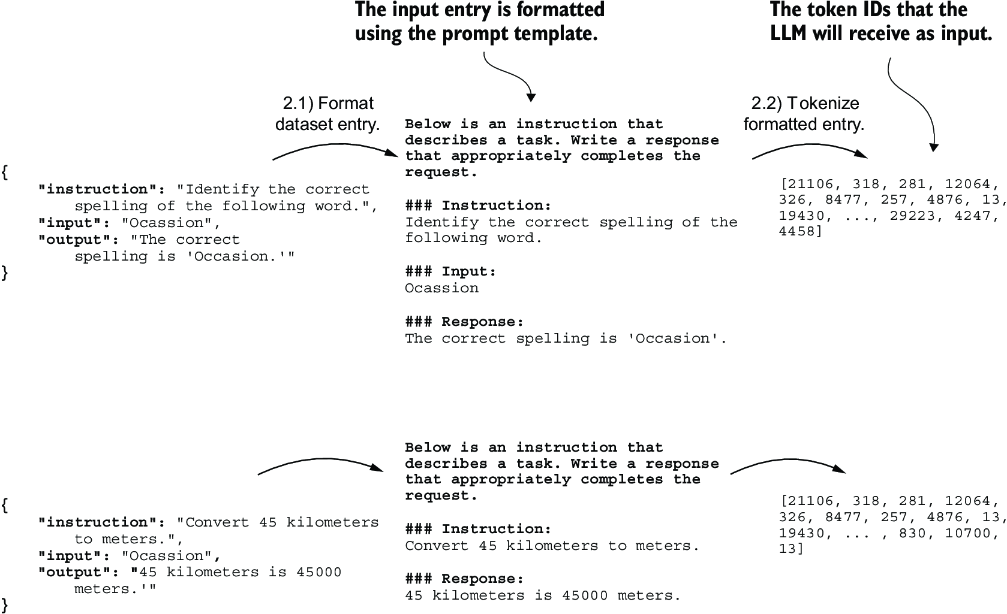 The input entry is formatted
using the prompt template.
The token IDs that the
LLM will receive as input.
2.1) Format
dataset entry.
2.2) Tokenize
formatted entry.
{
"instruction": "Identify the correct
spelling of the following word.",
"input": "Ocassion",
"output": "The correct
spelling is 'Occasion.'"
}
Below is an instruction that
describes a task. Write a response
that appropriately completes the
request.
### Instruction:
Identify the correct spelling of the
following word.
### Input:
Ocassion
### Response:
The correct spelling is 'Occasion'.
[21106, 318, 281, 12064,
326, 8477, 257, 4876, 13,
19430, ..., 29223, 4247,
4458]
{
"instruction": "Convert 45 kilometers
to meters.",
"input": "Ocassion",
"output": "45 kilometers is 45000
meters.'"
}
Below is an instruction that
describes a task. Write a response
that appropriately completes the
request.
### Instruction:
Convert 45 kilometers to meters.
### Response:
45 kilometers is 45000 meters.
[21106, 318, 281, 12064,
326, 8477, 257, 4876, 13,
19430, ... , 830, 10700,
13]